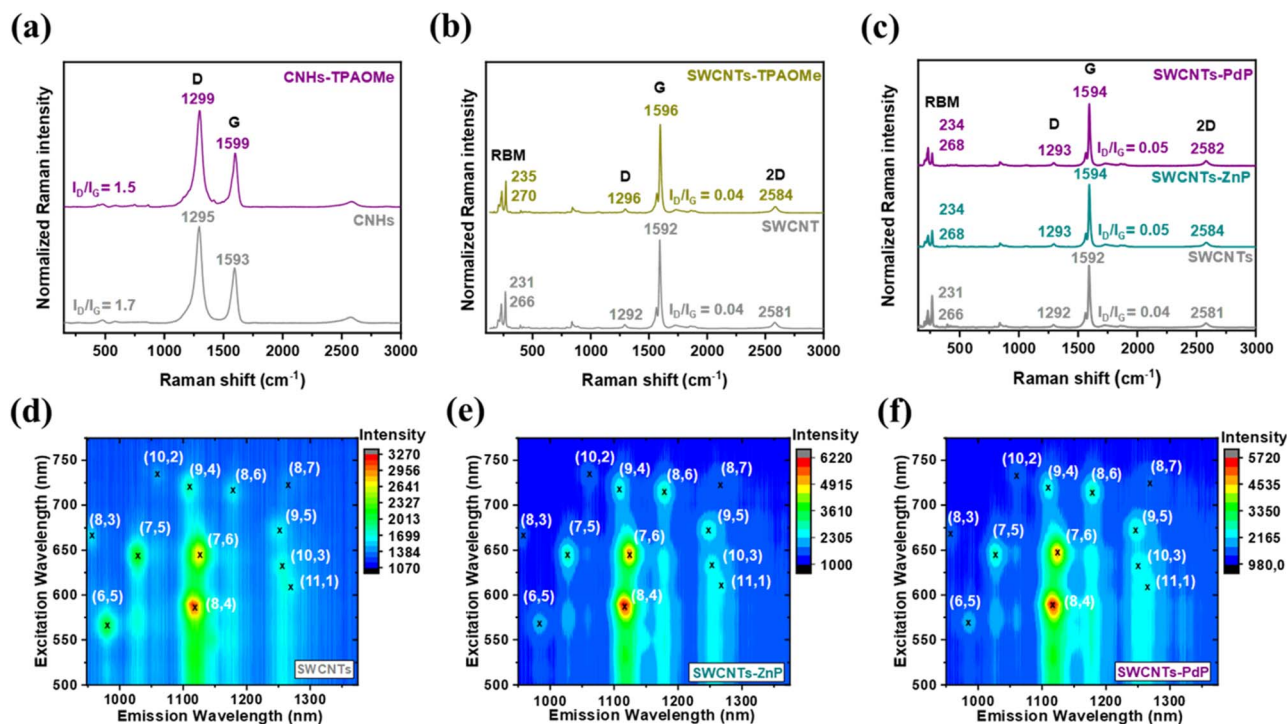 (a)
Normalized Raman intensity
D
1299
CNHs-TPAOMe
G
1599
I_D/I_G = 1.5
1295
CNHs
1593
I_D/I_G = 1.7
500 1000 1500 2000 2500 3000
Raman shift (cm⁻¹)
(b)
Normalized Raman intensity
SWCNTs-TPAOMe
G
1596
RBM
235
270
D
1296
I_D/I_G = 0.04
2D
2584
SWCNT
1592
231
266
1292
I_D/I_G = 0.04
2581
500 1000 1500 2000 2500 3000
Raman shift (cm⁻¹)
(c)
Normalized Raman intensity
SWCNTs-PdP
G
1594
RBM
234
268
D
1293
I_D/I_G = 0.05
2D
2582
1594
SWCNTs-ZnP
234
268
1293
I_D/I_G = 0.05
2584
1592
SWCNTs
231
266
1292
I_D/I_G = 0.04
2581
500 1000 1500 2000 2500 3000
Raman shift (cm⁻¹)
(d)
Excitation Wavelength (nm)
750
700
650
600
550
500
(10,2)
(9,4)
(8,6)
(8,7)
(8,3)
(7,5)
(7,6)
(9,5)
(10,3)
(11,1)
(6,5)
(8,4)
SWCNTs
1000 1100 1200 1300
Emission Wavelength (nm)
Intensity
3270
2956
2641
2327
2013
1699
1384
1070
(e)
Excitation Wavelength (nm)
750
700
650
600
550
500
(10,2)
(9,4)
(8,6)
(8,7)
(8,3)
(7,5)
(7,6)
(9,5)
(10,3)
(11,1)
(6,5)
(8,4)
SWCNTs-ZnP
1000 1100 1200 1300
Emission Wavelength (nm)
Intensity
6220
4915
3610
2305
1000
(f)
Excitation Wavelength (nm)
750
700
650
600
550
500
(10,2)
(9,4)
(8,6)
(8,7)
(8,3)
(7,5)
(7,6)
(9,5)
(10,3)
(11,1)
(6,5)
(8,4)
SWCNTs-PdP
1000 1100 1200 1300
Emission Wavelength (nm)
Intensity
5720
4535
3350
2165
980,0